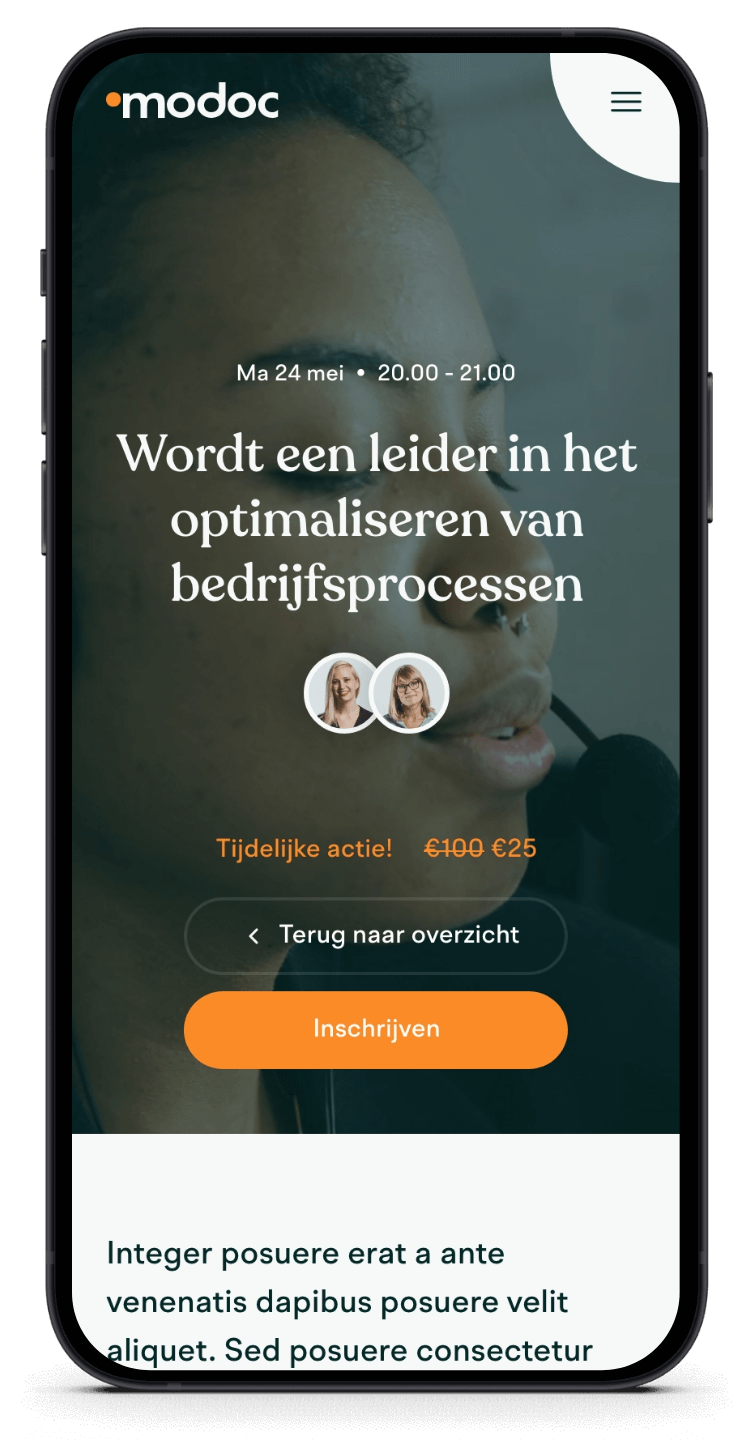 modoc
Ma 24 mei • 20.00 - 21.00
Wordt een leider in het
optimaliseren van
bedrijfsprocessen
Tijdelijke actie! €100 €25
Terug naar overzicht
Inschrijven
Integer posuere erat a ante
venenatis dapibus posuere velit
aliquet. Sed posuere consectetur